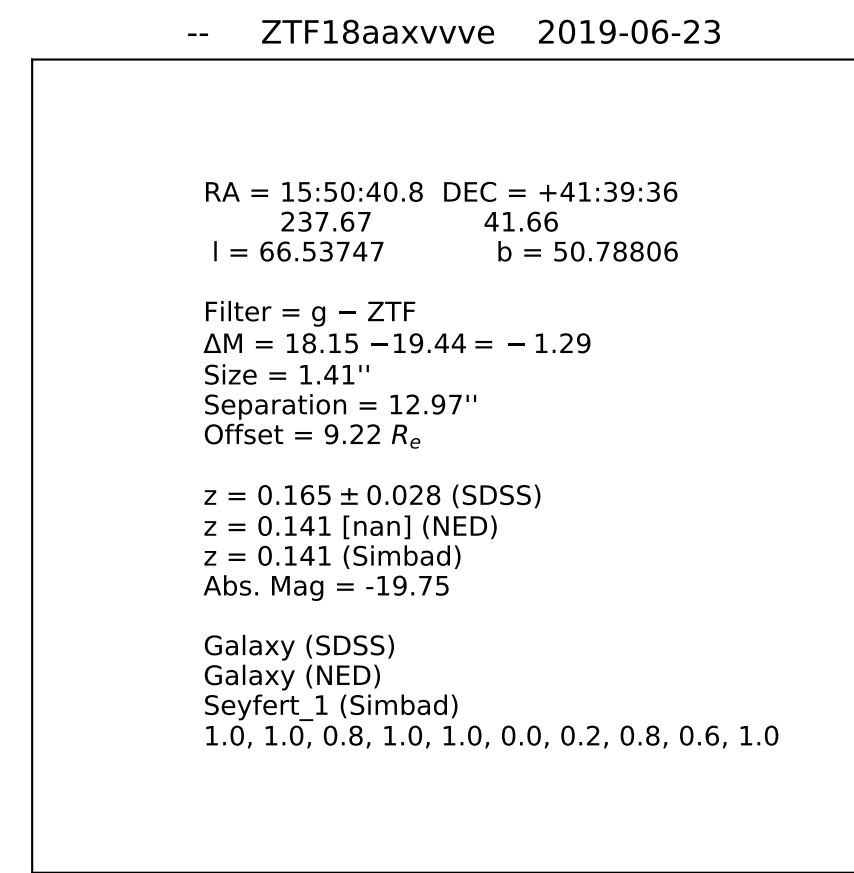 -- ZTF18aaxvvve 2019-06-23
RA = 15:50:40.8 DEC = +41:39:36
237.67 41.66
l = 66.53747 b = 50.78806
Filter = g − ZTF
ΔM = 18.15 −19.44 = − 1.29
Size = 1.41''
Separation = 12.97''
Offset = 9.22 Rₑ
z = 0.165 ± 0.028 (SDSS)
z = 0.141 [nan] (NED)
z = 0.141 (Simbad)
Abs. Mag = -19.75
Galaxy (SDSS)
Galaxy (NED)
Seyfert_1 (Simbad)
1.0, 1.0, 0.8, 1.0, 1.0, 0.0, 0.2, 0.8, 0.6, 1.0